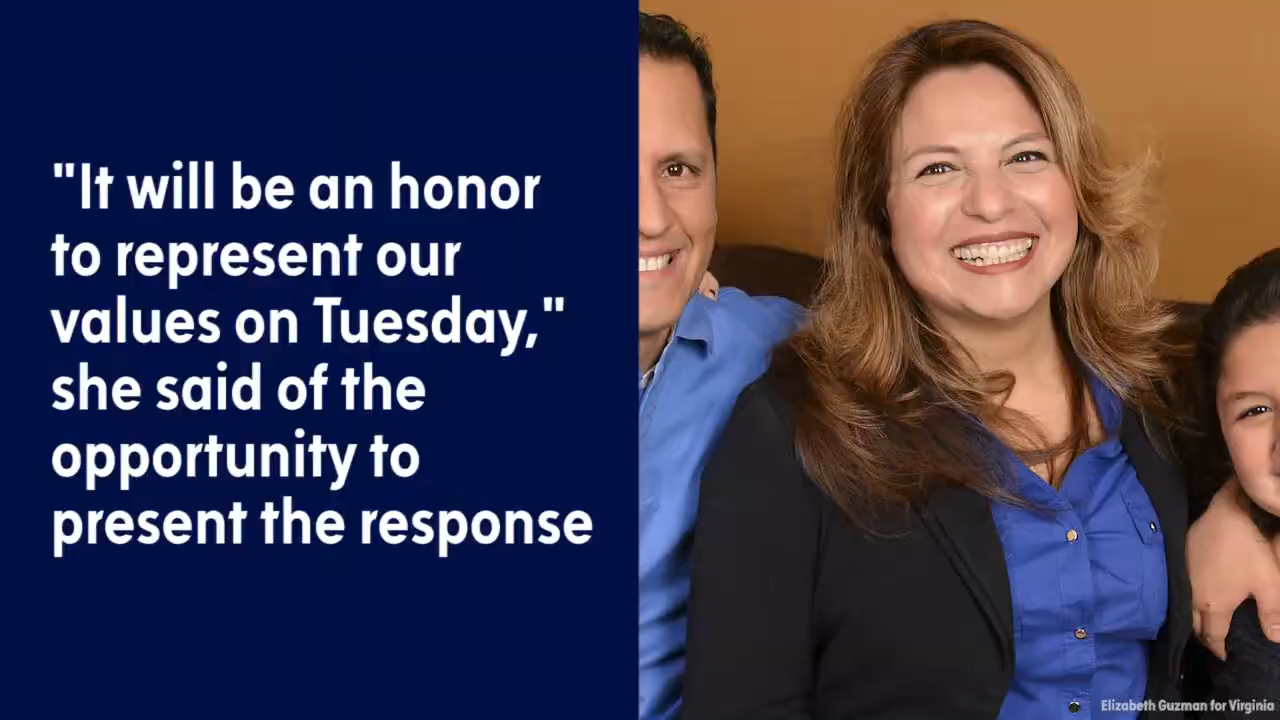 "It will be an honor
to represent our
values on Tuesday,"
she said of the
opportunity to
present the response
Elizabeth Guzman for Virginia